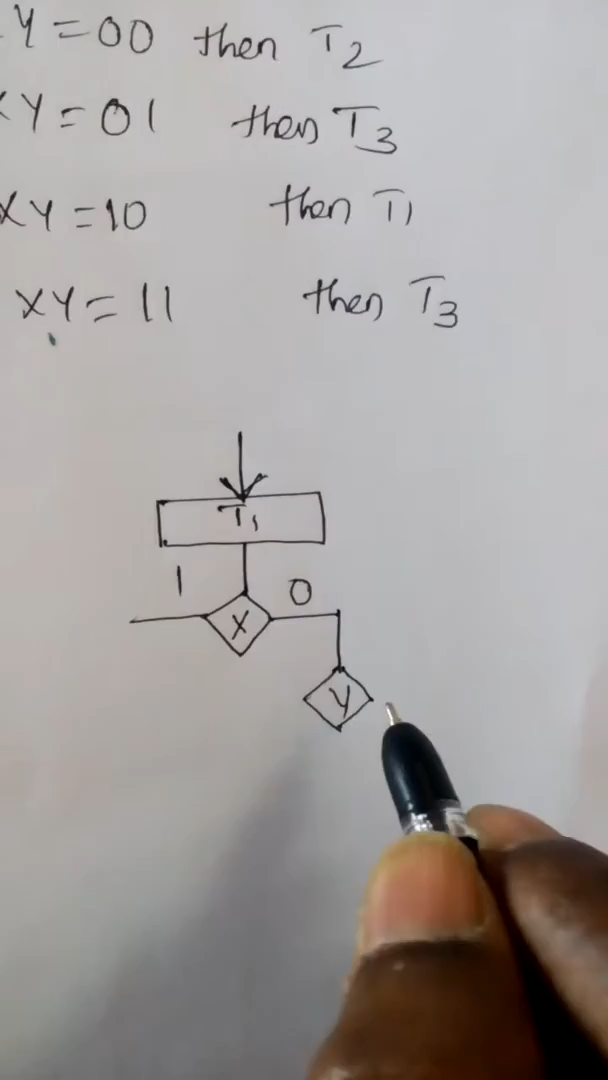 Y = 00 then T2
XY = 01 then T3
XY = 10 then T1
XY = 11 then T3
T1
1 0
X
Y